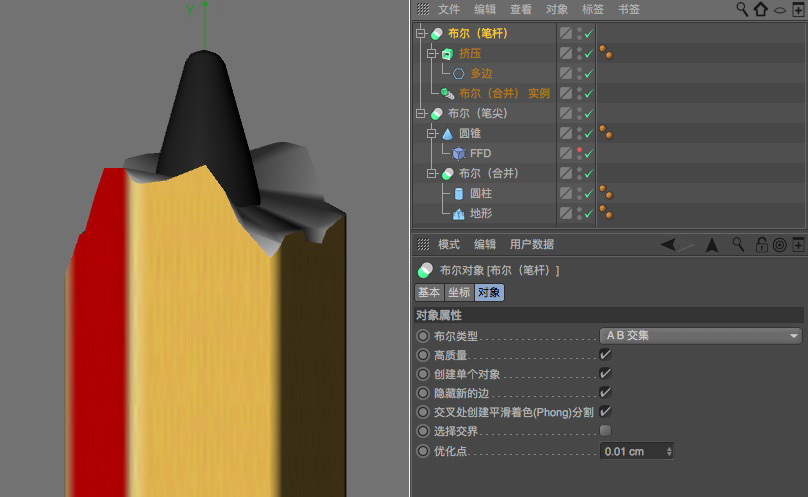 Y
文件 编辑 查看 对象 标签 书签
布尔（笔杆）
挤压
多边
布尔（合并） 实例
布尔（笔尖）
圆锥
FFD
布尔（合并）
圆柱
地形
模式 编辑 用户数据
布尔对象 [布尔（笔杆）]
基本 坐标 对象
对象属性
布尔类型 A B 交集
高质量
创建单个对象
隐藏新的边
交叉处创建平滑着色(Phong)分割
选择交界
优化点 0.01 cm